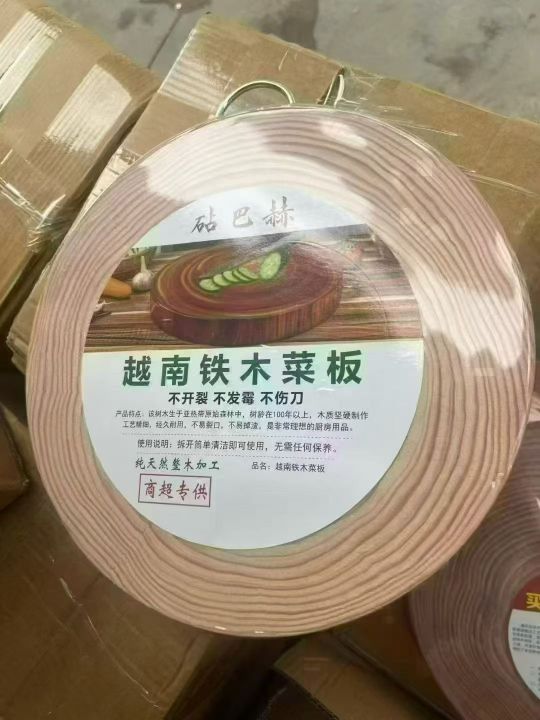 砧巴赫
越南铁木菜板
不开裂 不发霉 不伤刀
产品特点：该树木生于亚热带原始森林中，树龄在100年以上，木质坚硬制作
工艺精细，经久耐用，不易裂口，不易掉渣，是非常理想的厨房用品。
使用说明：拆开简单清洁即可使用，无需任何保养。
纯天然整木加工
品名：越南铁木菜板
商超专供
买